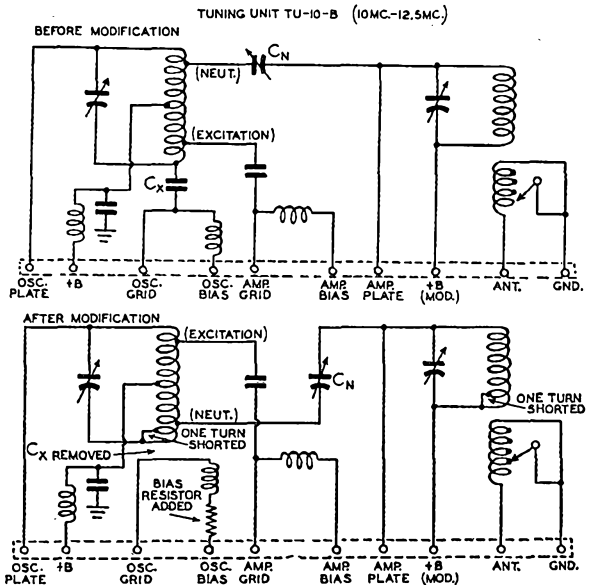 TUNING UNIT TU-10-B (10MC.-12.5MC.)
BEFORE MODIFICATION
CN
(NEUT.)
(EXCITATION)
CX
OSC. PLATE
+B
OSC. GRID
OSC. BIAS
AMP. GRID
AMP. BIAS
AMP. PLATE
+B (MOD.)
ANT.
GND.
AFTER MODIFICATION
(EXCITATION)
CN
(NEUT.)
ONE TURN SHORTED
ONE TURN SHORTED
CX REMOVED
BIAS RESISTOR ADDED
OSC. PLATE
+B
OSC. GRID
OSC. BIAS
AMP. GRID
AMP. BIAS
AMP. PLATE
+B (MOD.)
ANT.
GND.